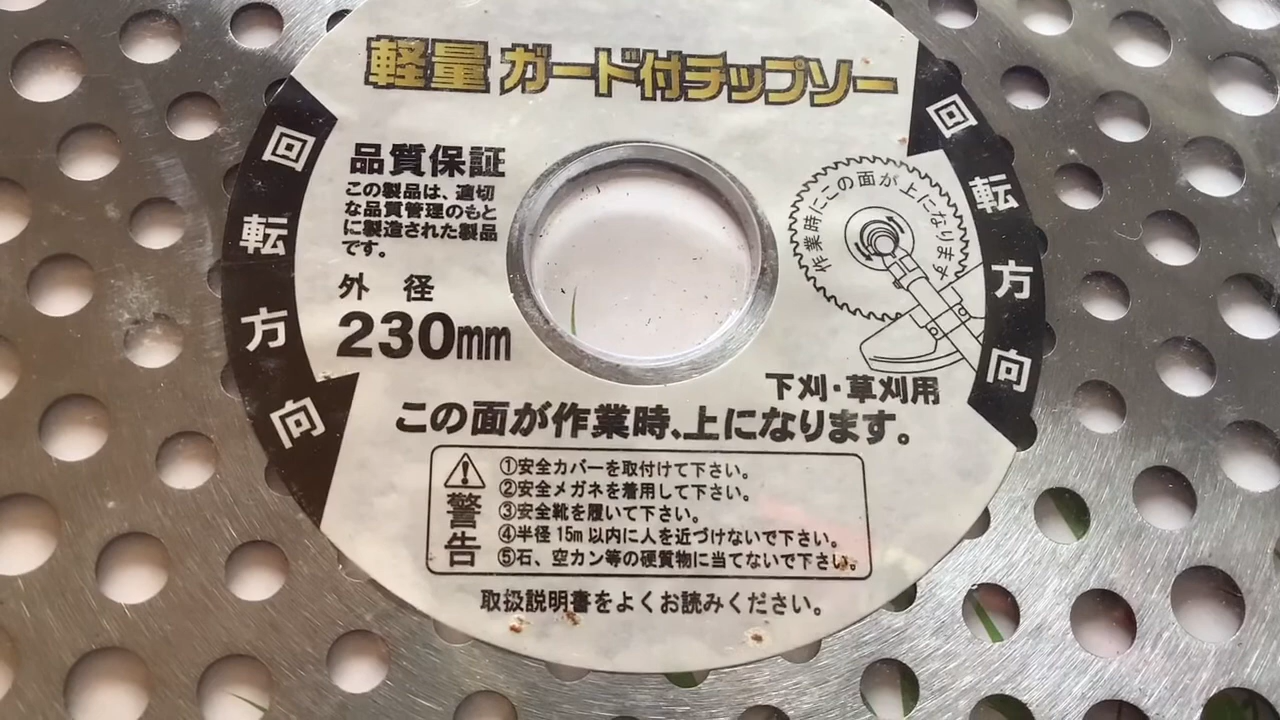 軽量 ガード付チップソー
回転方向
回転方向
品質保証
この製品は、適切
な品質管理のもと
に製造された製品
です。
外 径
230mm
作業時にこの面が上になります
下刈・草刈用
この面が作業時、上になります。
警告
①安全カバーを取付けて下さい。
②安全メガネを着用して下さい。
③安全靴を履いて下さい。
④半径15m以内に人を近づけないで下さい。
⑤石、空カン等の硬質物に当てないで下さい。
取扱説明書をよくお読みください。